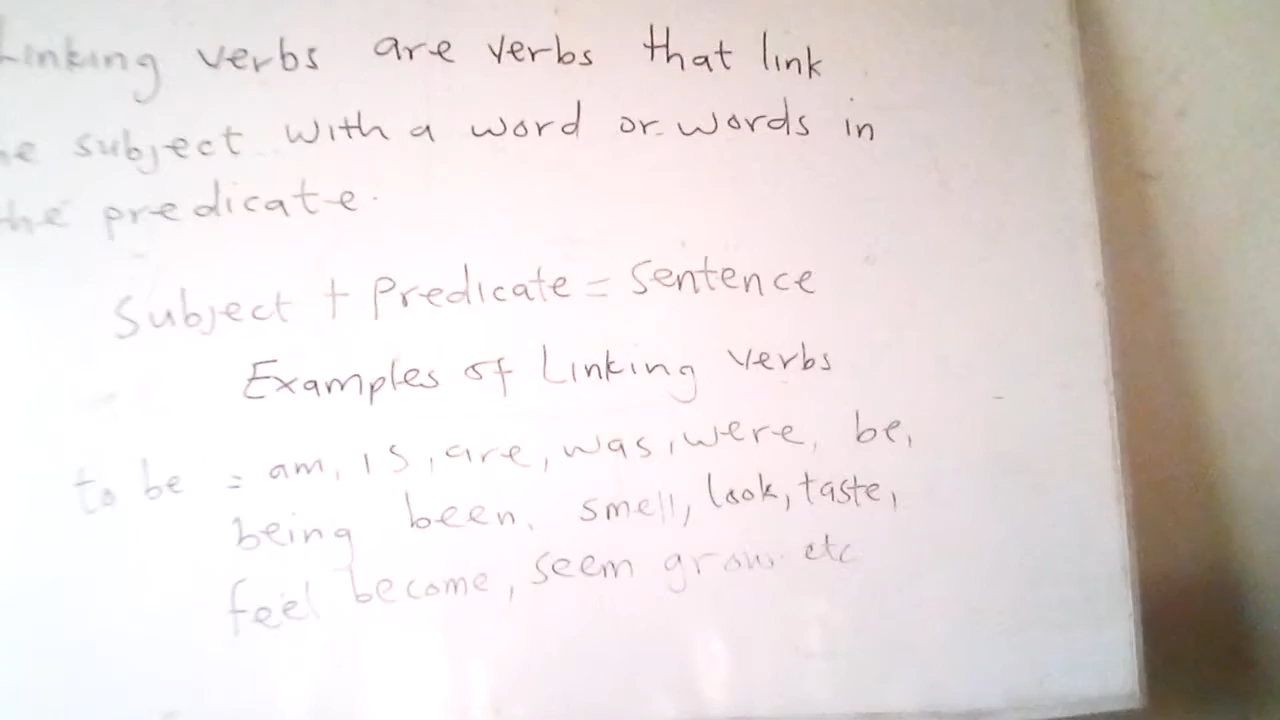 Linking verbs are verbs that link
he subject with a word or words in
the predicate.
Subject + Predicate = Sentence
Examples of Linking verbs
to be = am, is, are, was, were, be,
being been, smell, look, taste,
feel become, seem grow etc